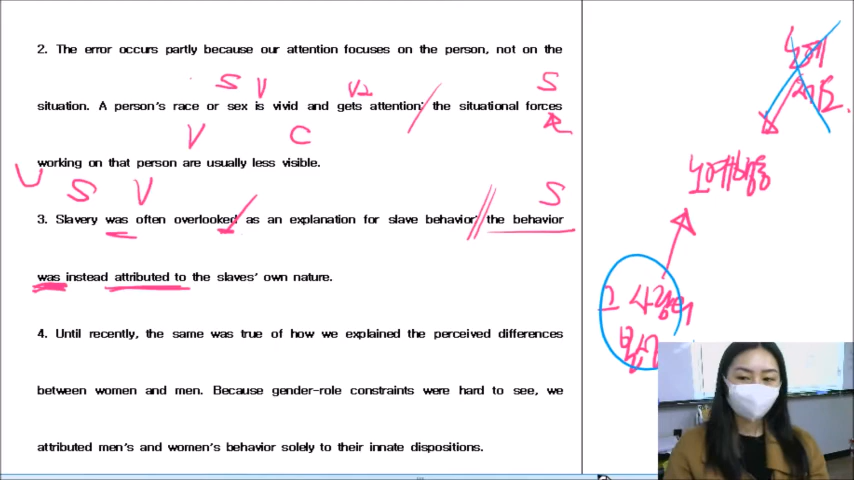 2. The error occurs partly because our attention focuses on the person, not on the
S V V2 S
situation. A person's race or sex is vivid and gets attention; the situational forces
V C
working on that person are usually less visible.
S V S
3. Slavery was often overlooked as an explanation for slave behavior; the behavior
was instead attributed to the slaves' own nature.
4. Until recently, the same was true of how we explained the perceived differences
between women and men. Because gender-role constraints were hard to see, we
attributed men's and women's behavior solely to their innate dispositions.
노예
제도.
노예행동
그 사람의